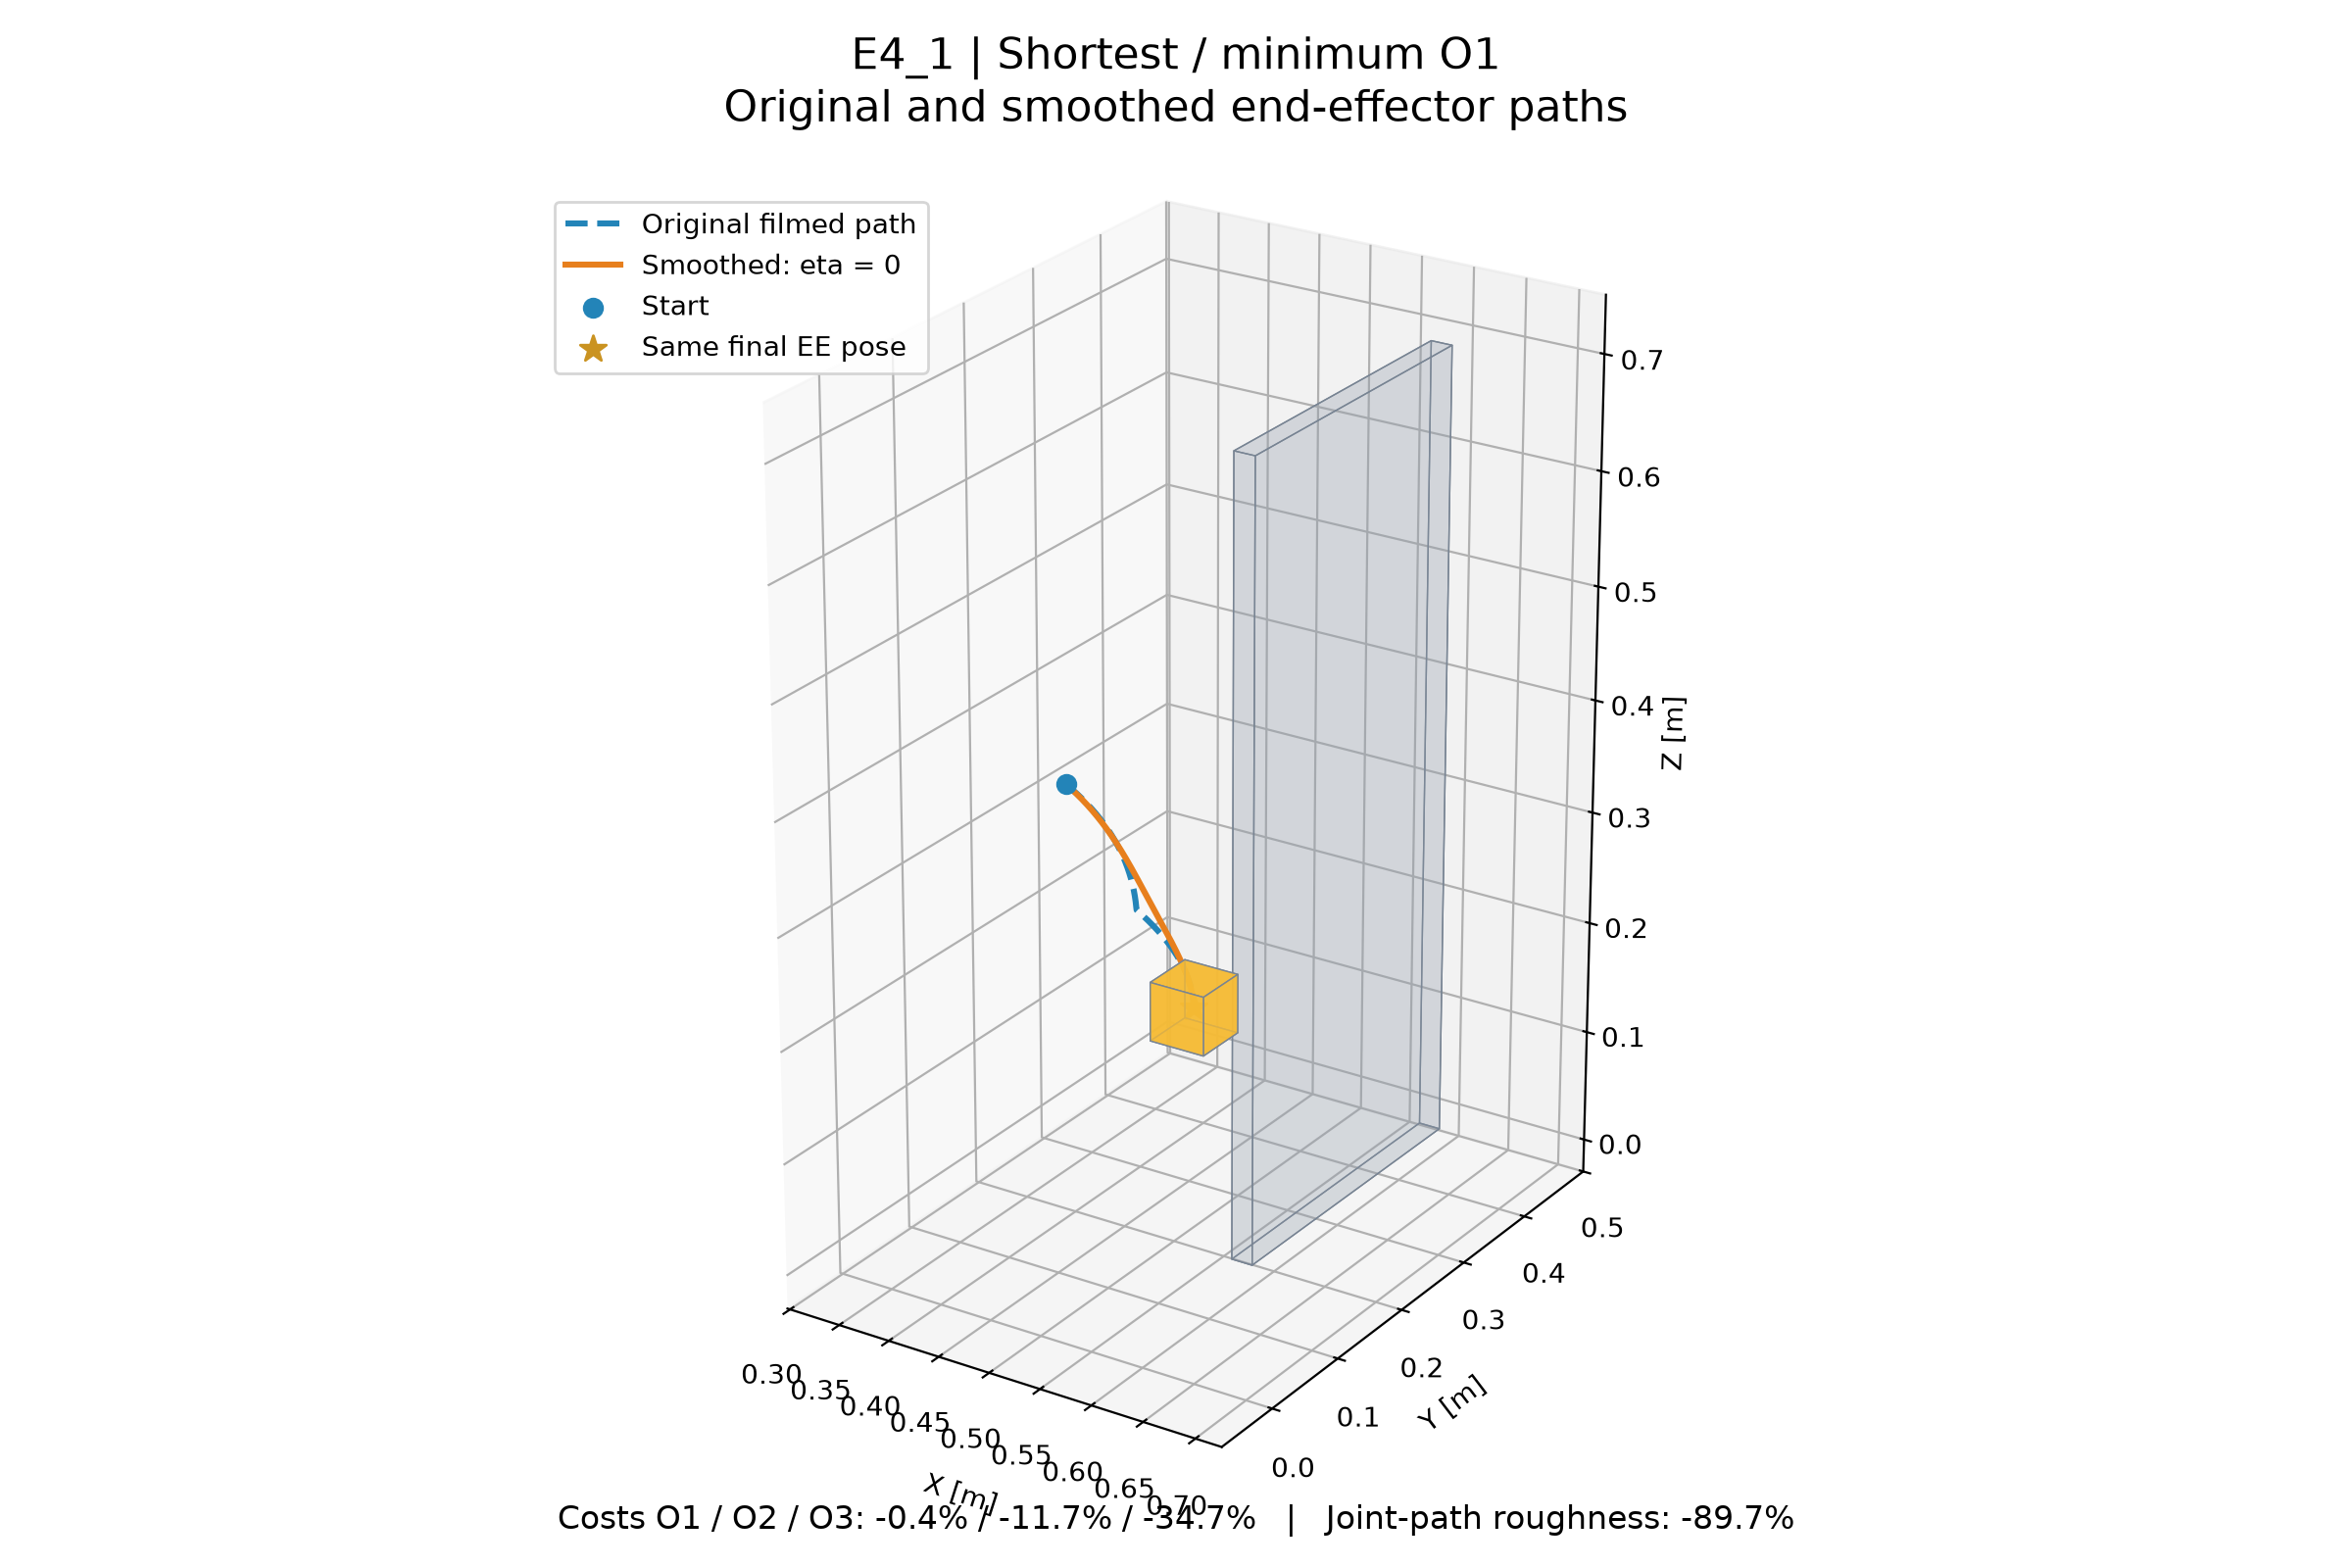 E4_1 | Shortest / minimum O1
Original and smoothed end-effector paths
Original filmed path
Smoothed: eta = 0
Start
Same final EE pose
0.7
0.6
0.5
0.4
0.3
0.2
0.1
0.0
Z [m]
0.5
0.4
0.3
0.2
0.1
0.0
Y [m]
0.30
0.35
0.40
0.45
0.50
0.55
0.60
0.65
0.70
X [m]
Costs O1 / O2 / O3: -0.4% / -11.7% / -34.7% | Joint-path roughness: -89.7%